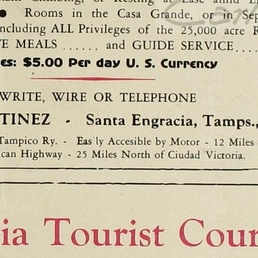 Rooms in the Casa Grande, or in Sep
including ALL Privileges of the 25,000 acre R
TE MEALS ........ and GUIDE SERVICE....
es: $5.00 Per day U. S. Currency
WRITE, WIRE OR TELEPHONE
TINEZ - Santa Engracia, Tamps.,
Tampico Ry. - Easily Accesible by Motor - 12 Miles
can Highway - 25 Miles North of Ciudad Victoria.
ia Tourist Cour